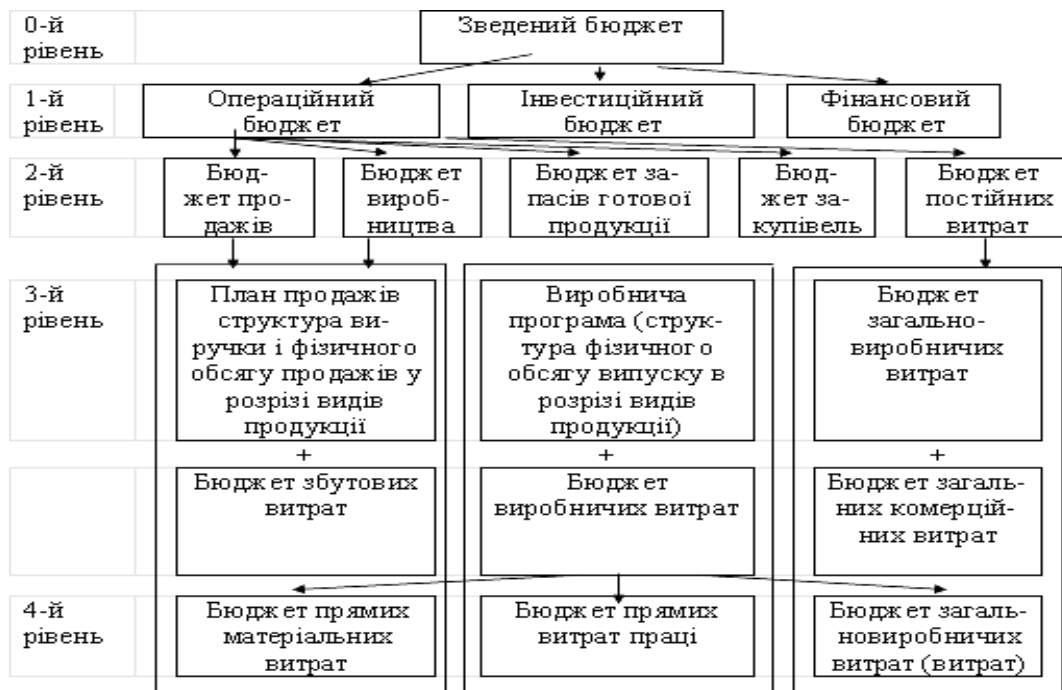 0-й
рівень
Зведений бюджет
1-й
рівень
Операційний
бюджет
Інвестиційний
бюджет
Фінансовий
бюджет
2-й
рівень
Бюд-
жет про-
дажів
Бюджет
вироб-
ництва
Бюджет за-
пасів готової
продукції
Бюд-
жет за-
купівель
Бюджет
постійних
витрат
3-й
рівень
План продажів
структура ви-
ручки і фізичного
обсягу продажів у
розрізі видів
продукції
Виробнича
програма (струк-
тура фізичного
обсягу випуску в
розрізі видів
продукції)
Бюджет
загально-
виробничих
витрат
+
+
+
Бюджет збутових
витрат
Бюджет
виробничих витрат
Бюджет загаль-
них комерцій-
них витрат
4-й
рівень
Бюджет прямих
матеріальних
витрат
Бюджет прямих
витрат праці
Бюджет загаль-
новиробничих
витрат (витрат)